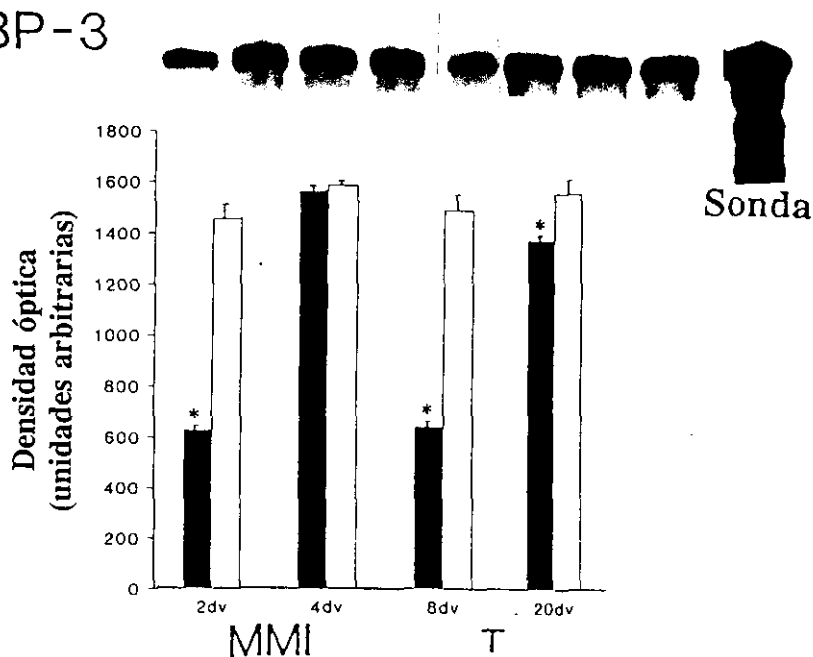 BP-3
Sonda
Densidad óptica
(unidades arbitrarias)
1800
1600
1400
1200
1000
800
600
400
200
0
*
*
*
2dv 4dv 8dv 20dv
MMI T